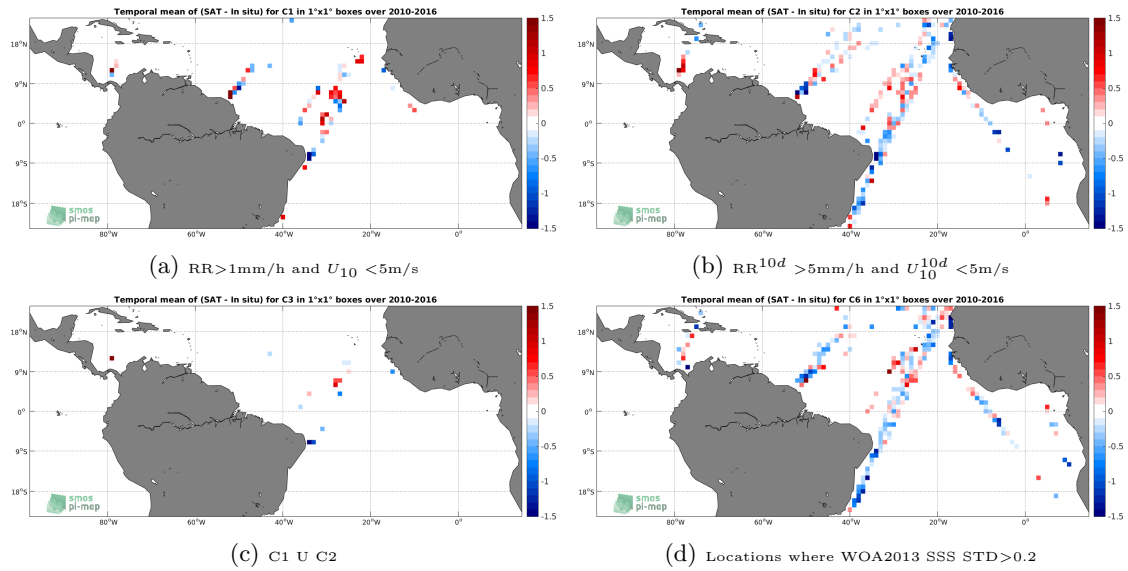 Temporal mean of (SAT - In situ) for C1 in 1°x1° boxes over 2010-2016
18°N
9°N
0°
9°S
18°S
80°W 60°W 40°W 20°W 0°
1.5
1
0.5
0
-0.5
-1
-1.5
smos
pi-mep
(a) RR>1mm/h and U10 <5m/s
Temporal mean of (SAT - In situ) for C2 in 1°x1° boxes over 2010-2016
18°N
9°N
0°
9°S
18°S
80°W 60°W 40°W 20°W 0°
1.5
1
0.5
0
-0.5
-1
-1.5
smos
pi-mep
(b) RR^10d >5mm/h and U10^10d <5m/s
Temporal mean of (SAT - In situ) for C3 in 1°x1° boxes over 2010-2016
18°N
9°N
0°
9°S
18°S
80°W 60°W 40°W 20°W 0°
1.5
1
0.5
0
-0.5
-1
-1.5
smos
pi-mep
(c) C1 U C2
Temporal mean of (SAT - In situ) for C6 in 1°x1° boxes over 2010-2016
18°N
9°N
0°
9°S
18°S
80°W 60°W 40°W 20°W 0°
1.5
1
0.5
0
-0.5
-1
-1.5
smos
pi-mep
(d) Locations where WOA2013 SSS STD>0.2